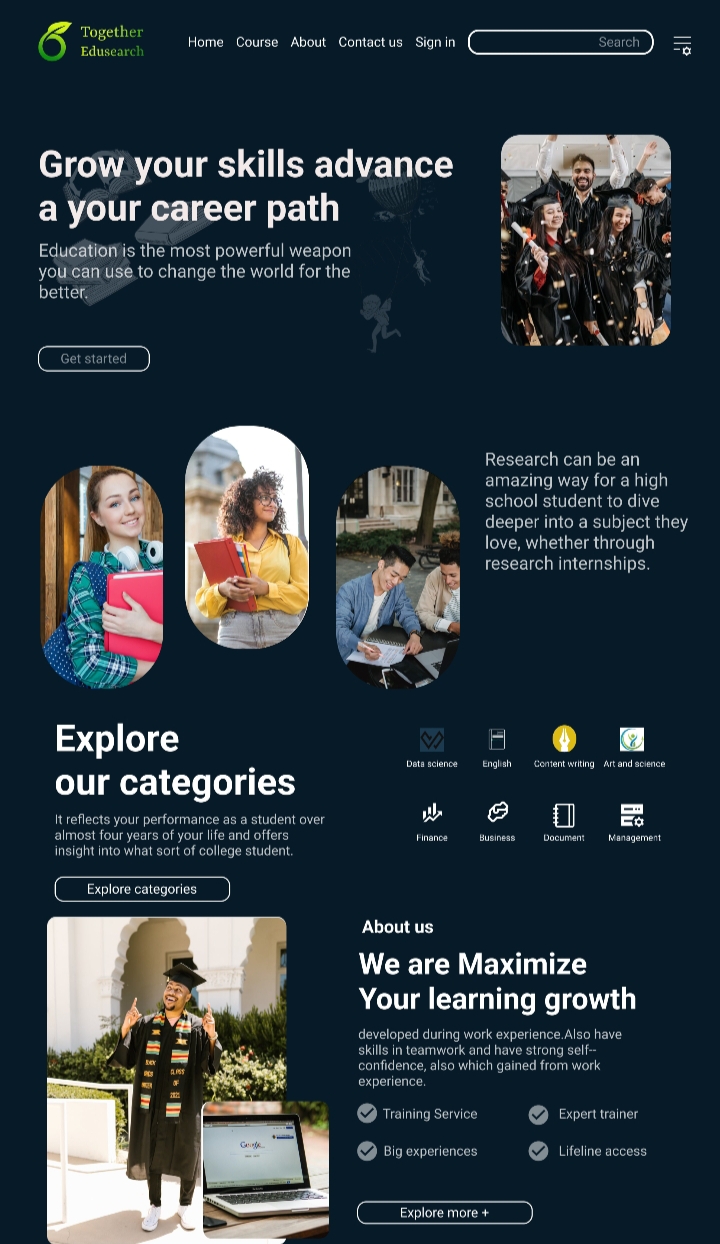 Together
Edusearch
Home Course About Contact us Sign in Search
Grow your skills advance
a your career path
Education is the most powerful weapon
you can use to change the world for the
better.
Get started
Research can be an
amazing way for a high
school student to dive
deeper into a subject they
love, whether through
research internships.
Explore
our categories
It reflects your performance as a student over
almost four years of your life and offers
insight into what sort of college student.
Explore categories
Data science English Content writing Art and science
Finance Business Document Management
About us
We are Maximize
Your learning growth
developed during work experience.Also have
skills in teamwork and have strong self--
confidence, also which gained from work
experience.
Training Service Expert trainer
Big experiences Lifeline access
Explore more +
CLASS
OF
Google